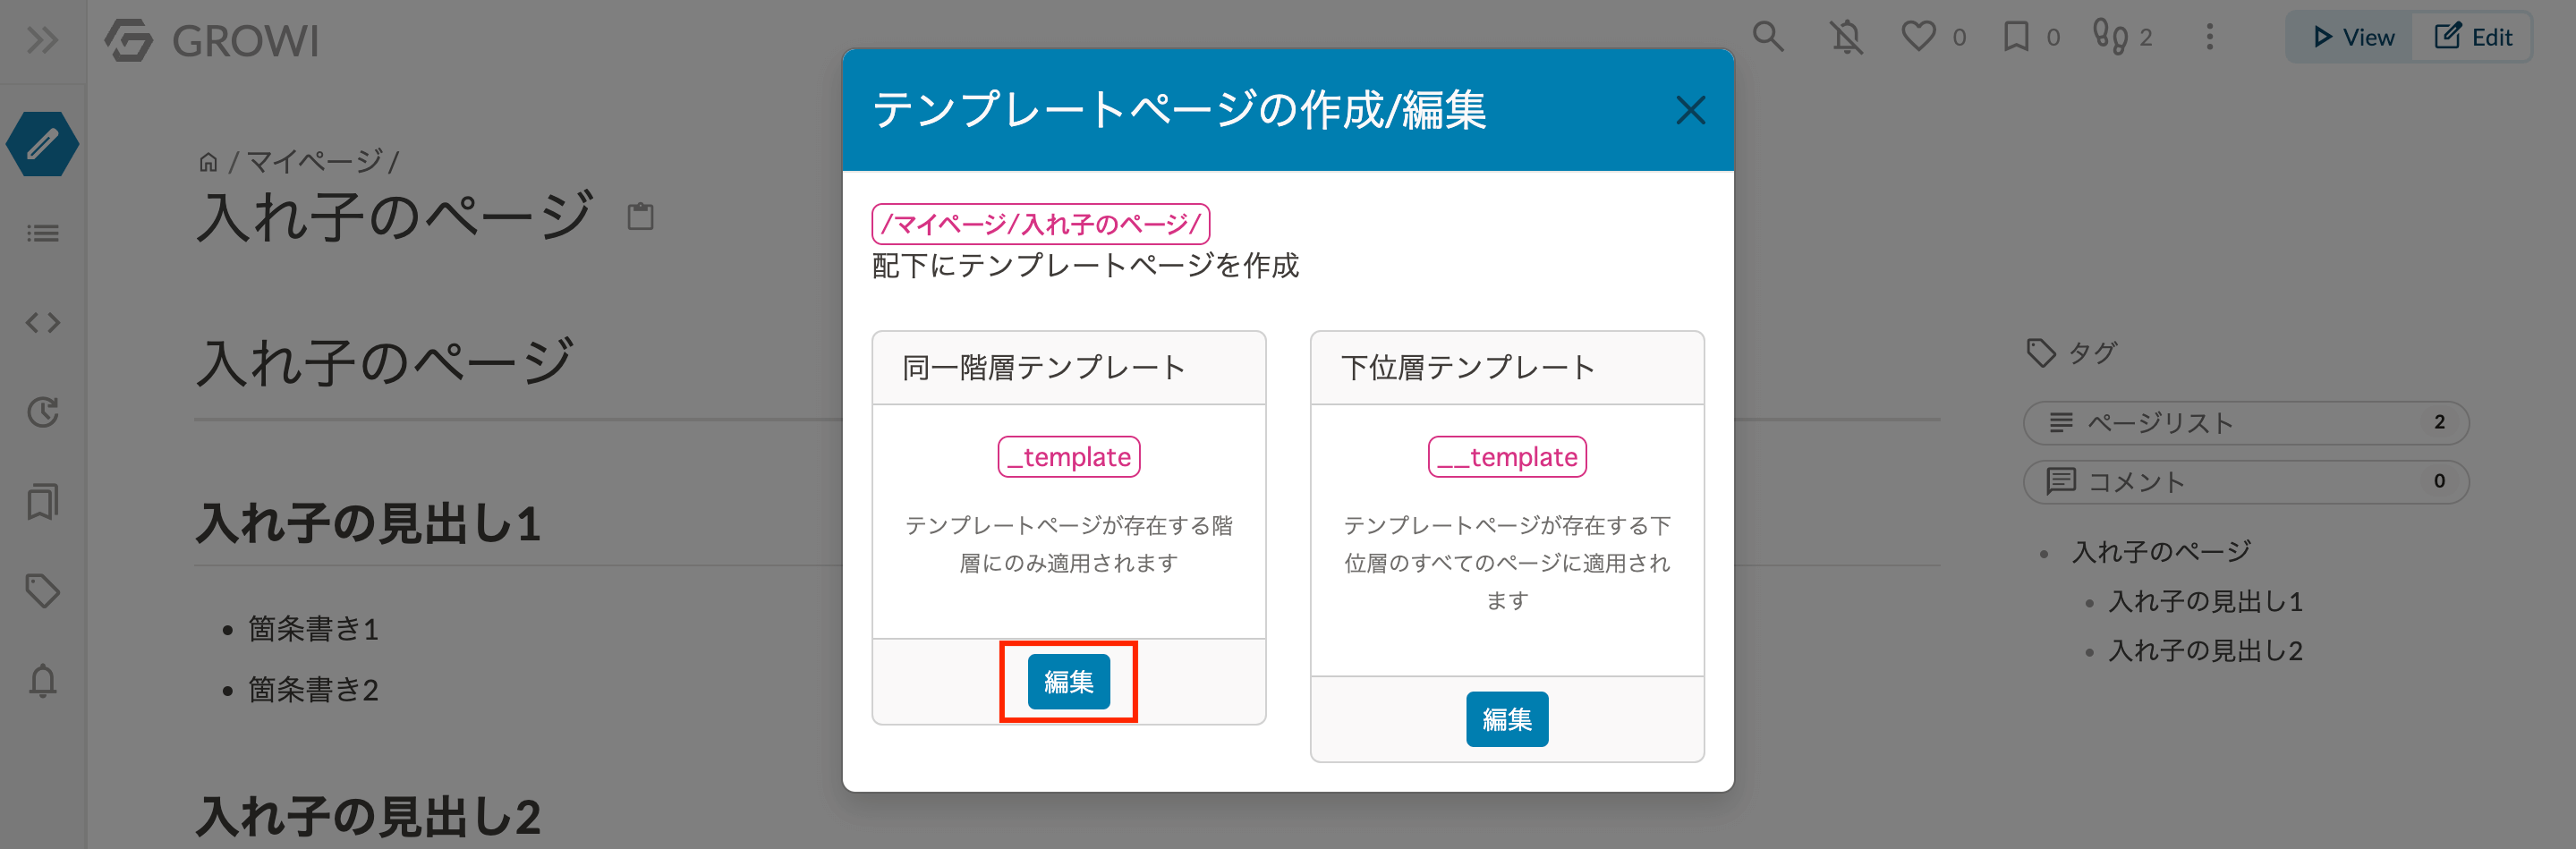 GROWI
0
0
2
View
Edit
/ マイページ /
入れ子のページ
入れ子のページ
入れ子の見出し1
箇条書き1
箇条書き2
入れ子の見出し2
テンプレートページの作成/編集
/マイページ/入れ子のページ/
配下にテンプレートページを作成
同一階層テンプレート
_template
テンプレートページが存在する階
層にのみ適用されます
編集
下位層テンプレート
__template
テンプレートページが存在する下
位層のすべてのページに適用され
ます
編集
タグ
ページリスト 2
コメント 0
入れ子のページ
入れ子の見出し1
入れ子の見出し2